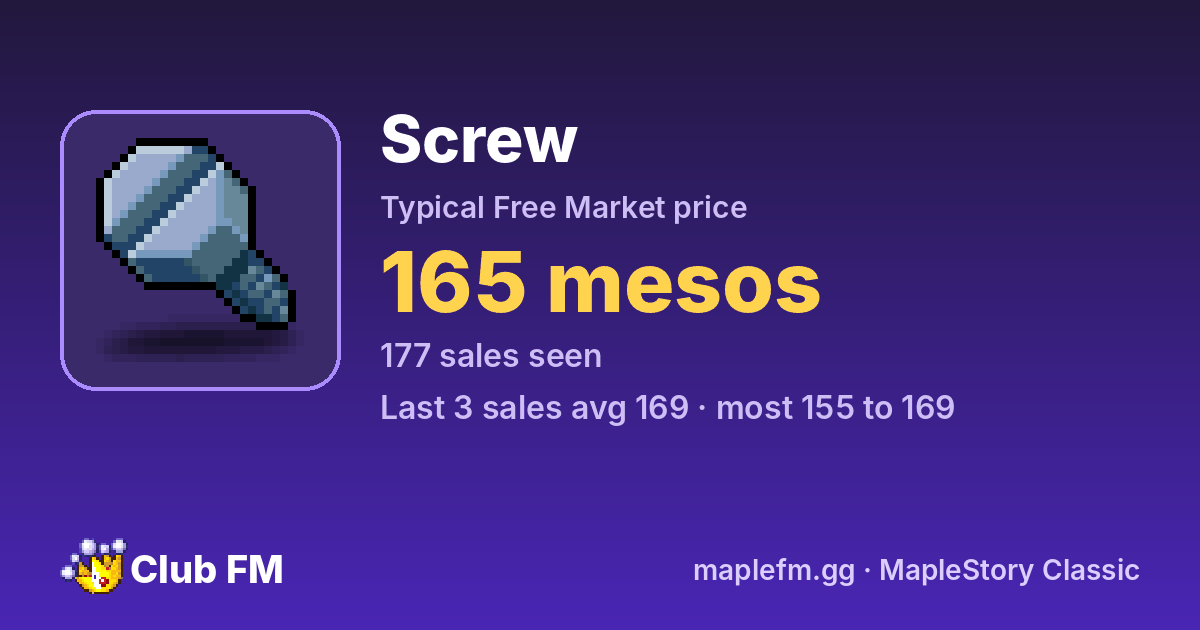 Screw
Typical Free Market price
165 mesos
177 sales seen
Last 3 sales avg 169 · most 155 to 169
Club FM
maplefm.gg · MapleStory Classic